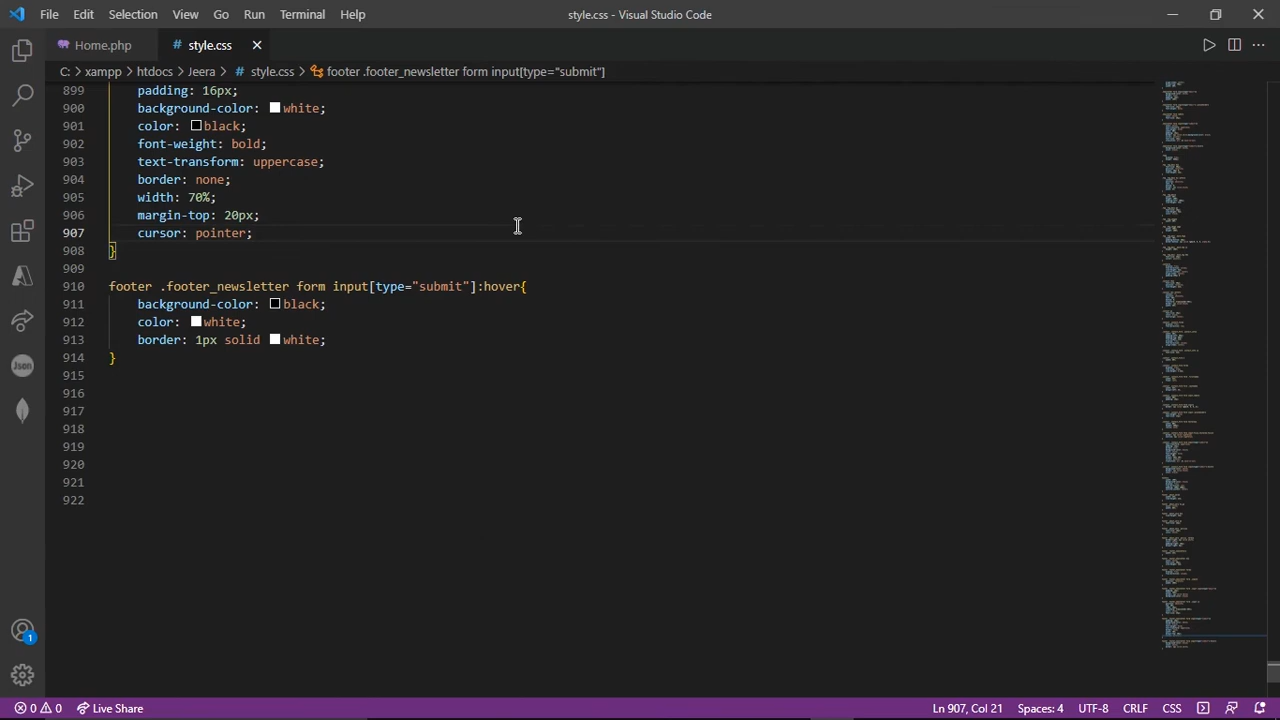 File Edit Selection View Go Run Terminal Help style.css - Visual Studio Code
Home.php # style.css
C: > xampp > htdocs > Jeera > # style.css > footer .footer_newsletter form input[type="submit"]
899 padding: 16px;
900 background-color: white;
901 color: black;
902 font-weight: bold;
903 text-transform: uppercase;
904 border: none;
905 width: 70%;
906 margin-top: 20px;
907 cursor: pointer;
908 }
909
910 footer .footer_newsletter form input[type="submit"]:hover{
911 background-color: black;
912 color: white;
913 border: 1px solid white;
914 }
915
916
917
918
919
920
921
922
JSON
1
0 0 Live Share Ln 907, Col 21 Spaces: 4 UTF-8 CRLF CSS